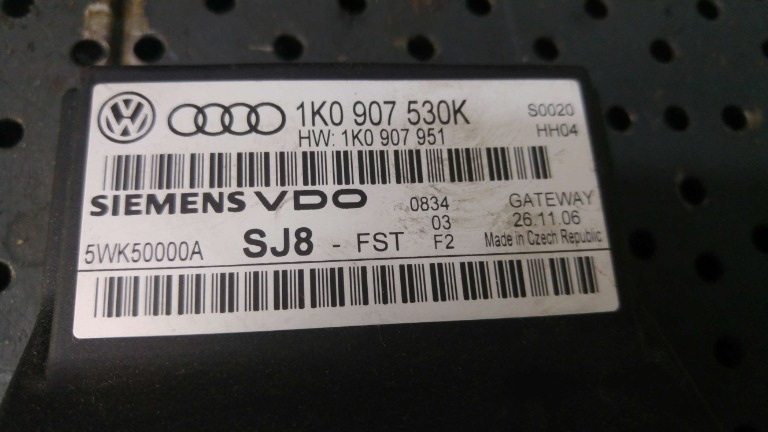 1K0 907 530K S0020
HW: 1K0 907 951 HH04
SIEMENS VDO 0834 GATEWAY
03 26.11.06
5WK50000A SJ8 - FST F2 Made in Czech Republic